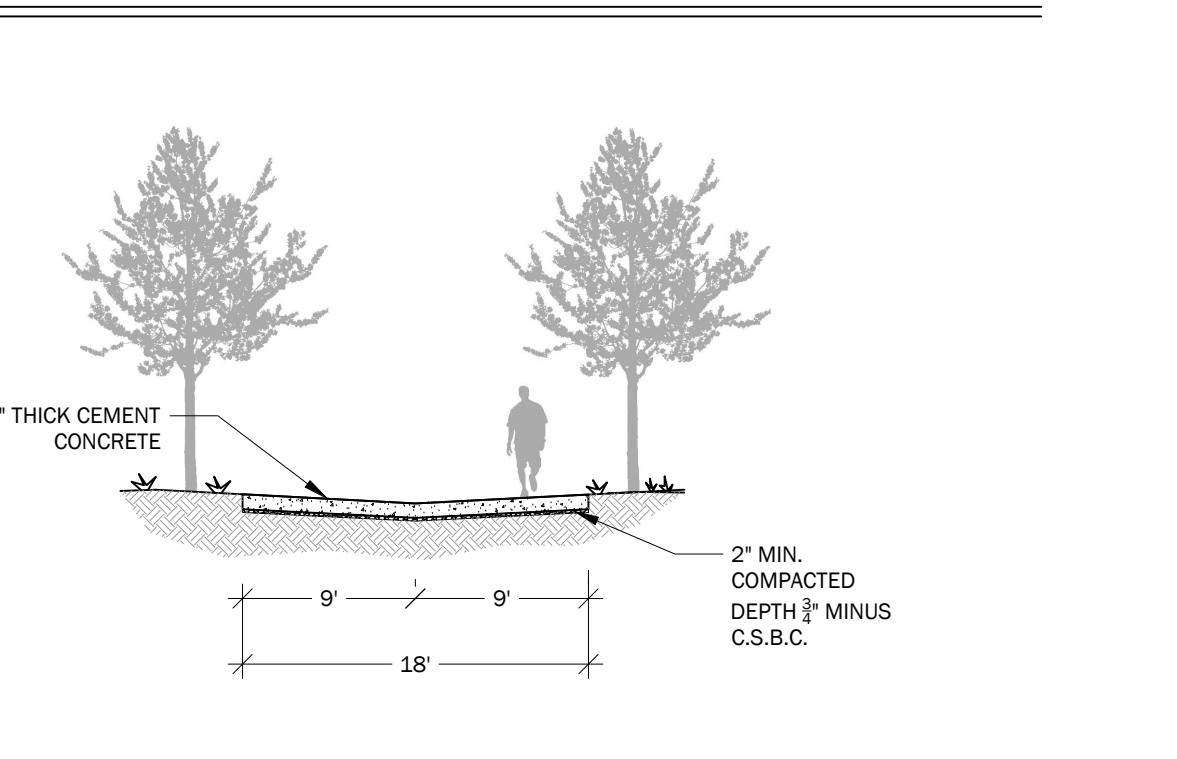 " THICK CEMENT
CONCRETE
2" MIN.
COMPACTED
DEPTH 3/4" MINUS
C.S.B.C.
9'
9'
18'